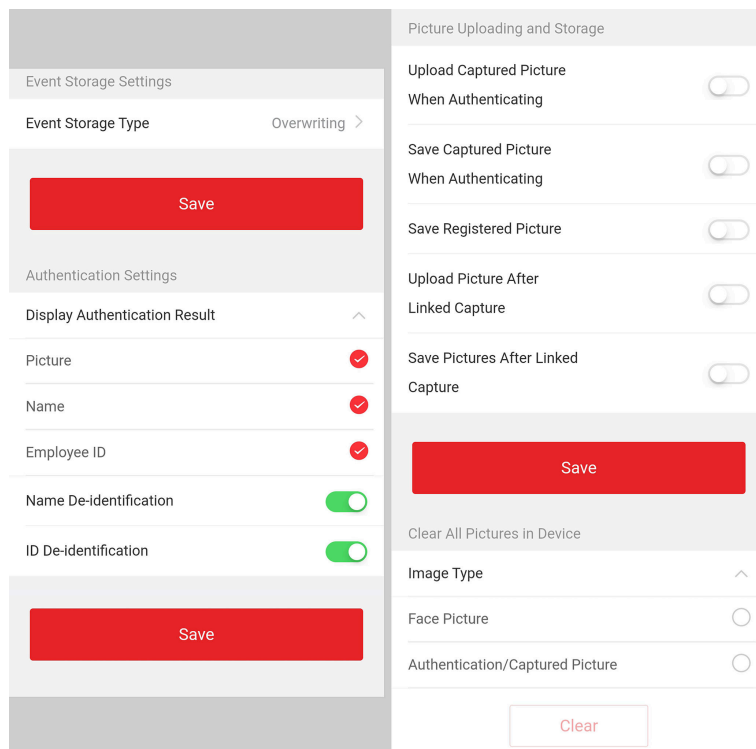 Event Storage Settings
Event Storage Type
Overwriting
Save
Authentication Settings
Display Authentication Result
Picture
Name
Employee ID
Name De-identification
ID De-identification
Save
Picture Uploading and Storage
Upload Captured Picture
When Authenticating
Save Captured Picture
When Authenticating
Save Registered Picture
Upload Picture After
Linked Capture
Save Pictures After Linked
Capture
Save
Clear All Pictures in Device
Image Type
Face Picture
Authentication/Captured Picture
Clear